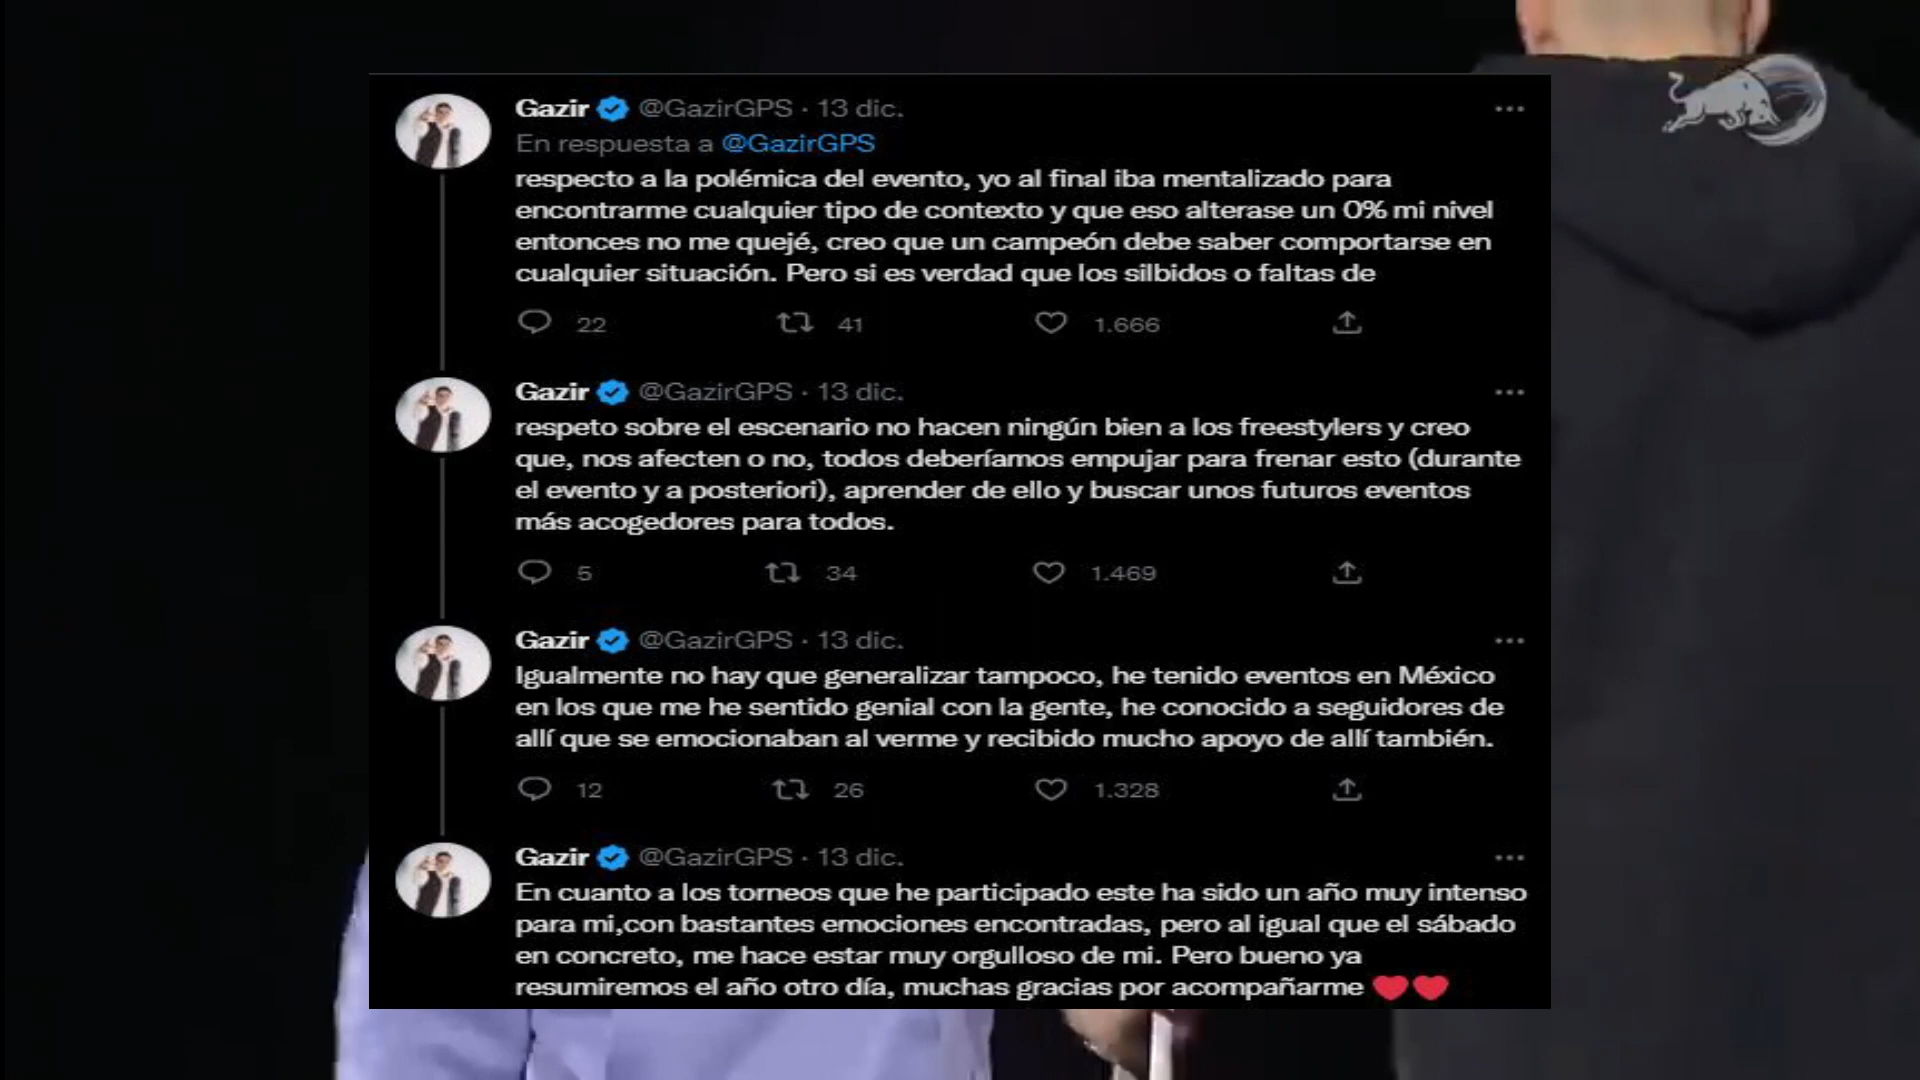 Gazir @GazirGPS · 13 dic.
En respuesta a @GazirGPS
respecto a la polémica del evento, yo al final iba mentalizado para
encontrarme cualquier tipo de contexto y que eso alterase un 0% mi nivel
entonces no me quejé, creo que un campeón debe saber comportarse en
cualquier situación. Pero si es verdad que los silbidos o faltas de
22 41 1.666
Gazir @GazirGPS · 13 dic.
respeto sobre el escenario no hacen ningún bien a los freestylers y creo
que, nos afecten o no, todos deberíamos empujar para frenar esto (durante
el evento y a posteriori), aprender de ello y buscar unos futuros eventos
más acogedores para todos.
5 34 1.469
Gazir @GazirGPS · 13 dic.
Igualmente no hay que generalizar tampoco, he tenido eventos en México
en los que me he sentido genial con la gente, he conocido a seguidores de
allí que se emocionaban al verme y recibido mucho apoyo de allí también.
12 26 1.328
Gazir @GazirGPS · 13 dic.
En cuanto a los torneos que he participado este ha sido un año muy intenso
para mi,con bastantes emociones encontradas, pero al igual que el sábado
en concreto, me hace estar muy orgulloso de mi. Pero bueno ya
resumiremos el año otro día, muchas gracias por acompañarme ❤️❤️